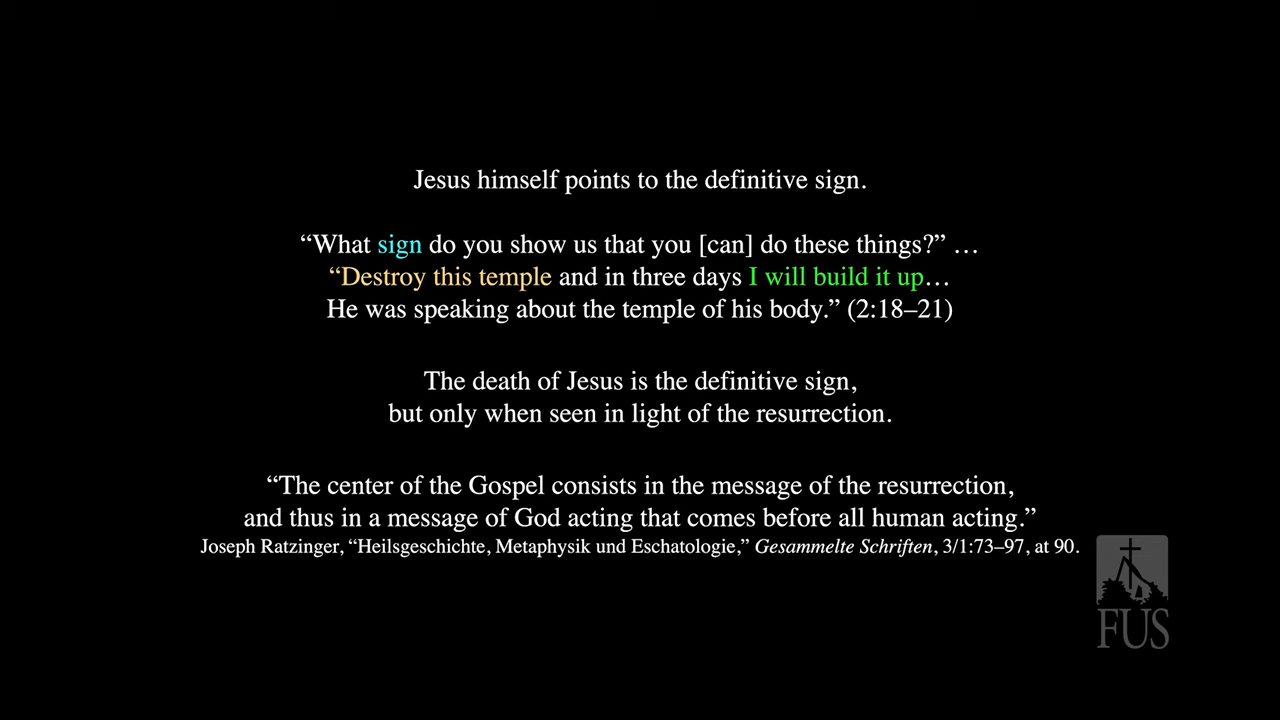 Jesus himself points to the definitive sign.
“What sign do you show us that you [can] do these things?” …
“Destroy this temple and in three days I will build it up…
He was speaking about the temple of his body.” (2:18–21)
The death of Jesus is the definitive sign,
but only when seen in light of the resurrection.
“The center of the Gospel consists in the message of the resurrection,
and thus in a message of God acting that comes before all human acting.”
Joseph Ratzinger, “Heilsgeschichte, Metaphysik und Eschatologie,” Gesammelte Schriften, 3/1:73–97, at 90.
FUS